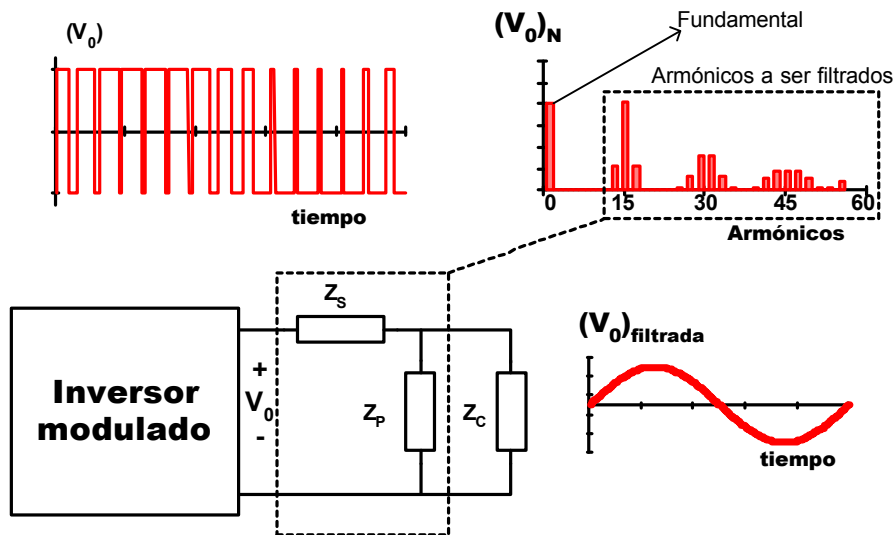 (V0)
tiempo
(V0)N
Fundamental
Armónicos a ser filtrados
0 15 30 45 60
Armónicos
Inversor
modulado
+
V0
-
ZS
ZP
ZC
(V0)filtrada
tiempo